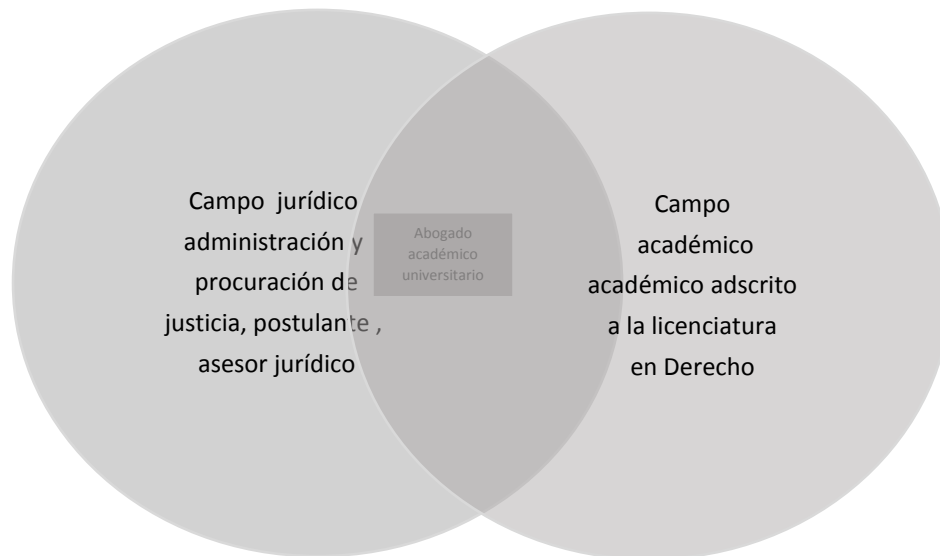 Campo jurídico
administración y
procuración de
justicia, postulante ,
asesor jurídico
Abogado
académico
universitario
Campo
académico
académico adscrito
a la licenciatura
en Derecho